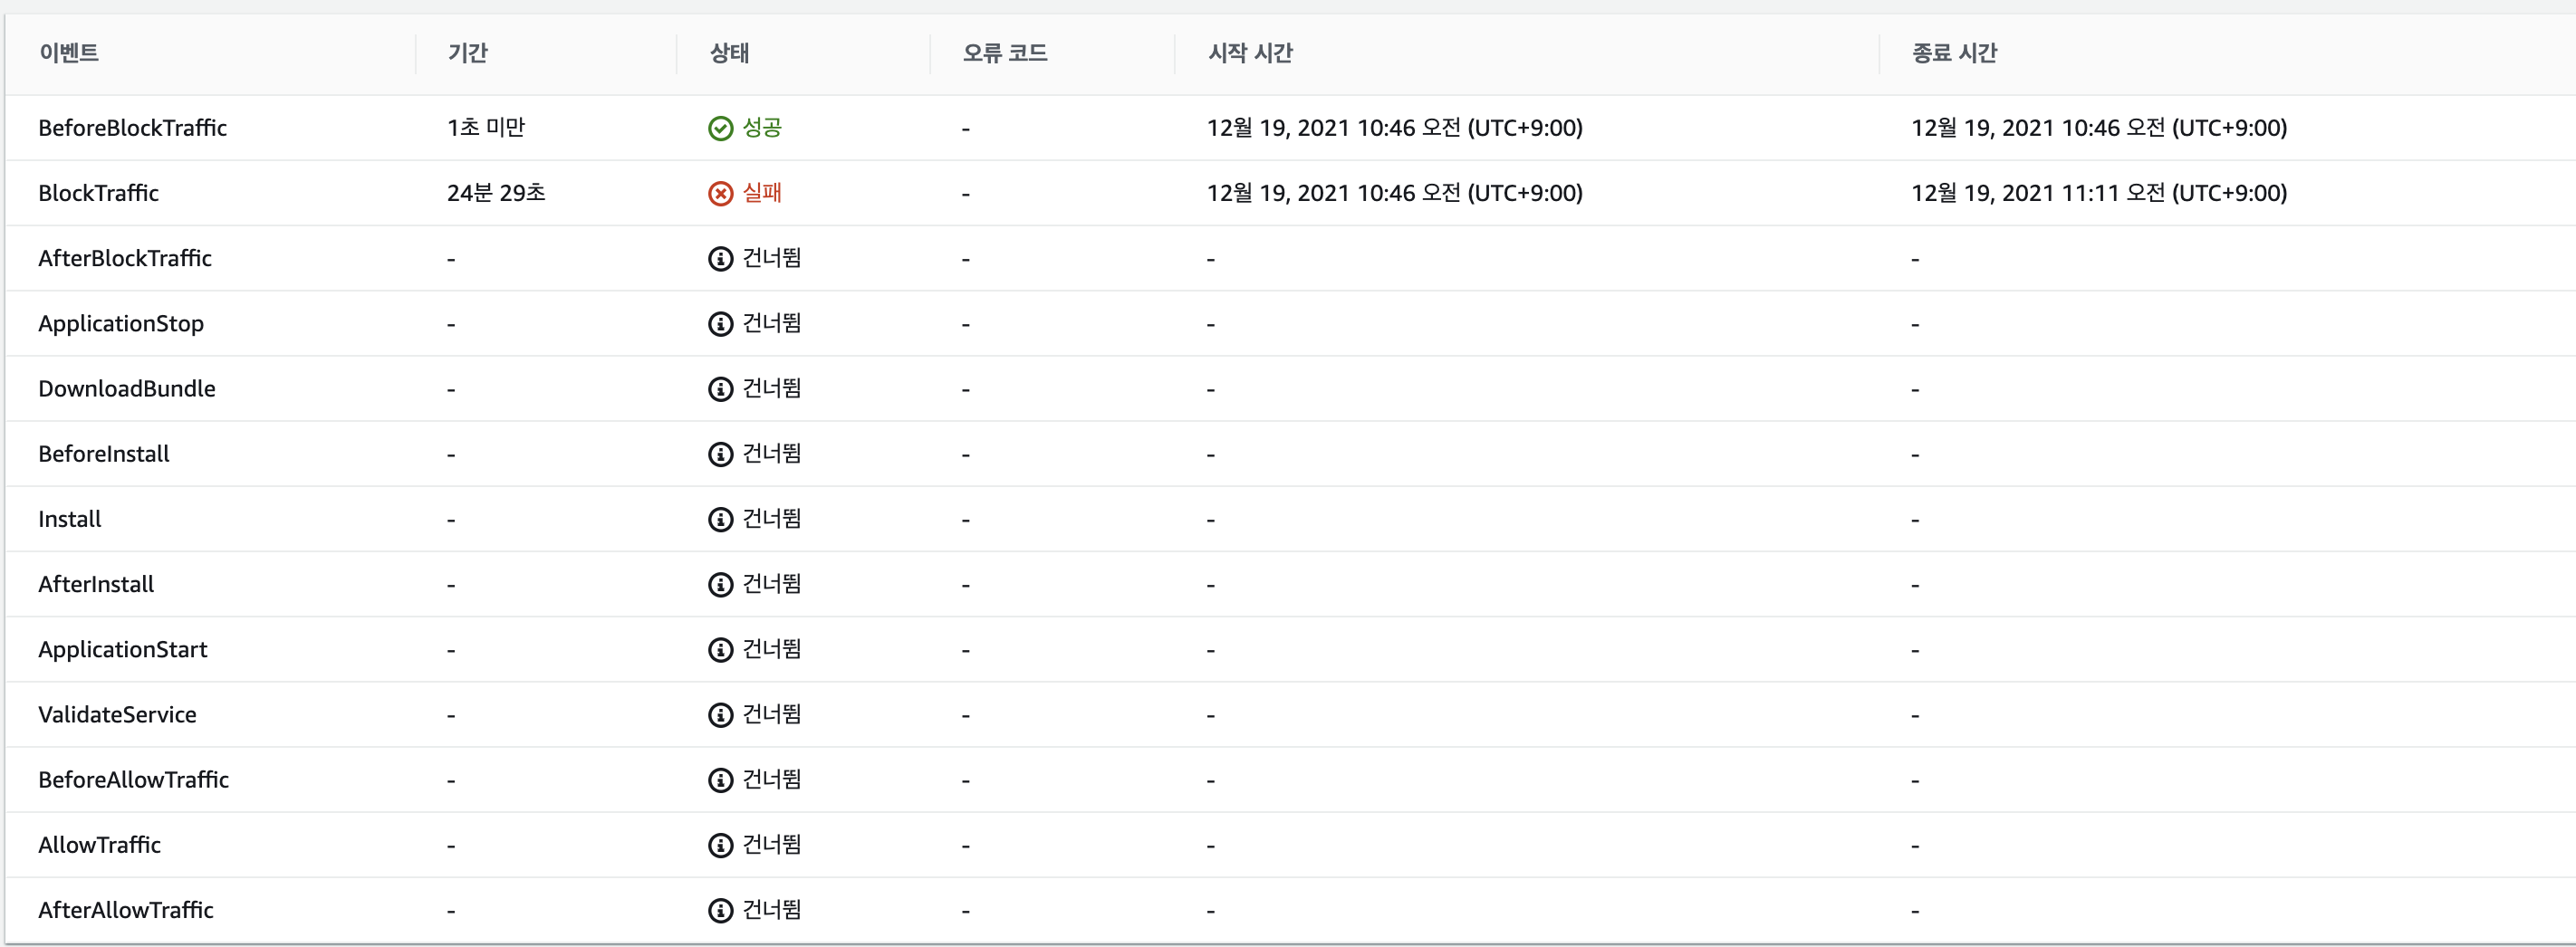 이벤트 기간 상태 오류 코드 시작 시간 종료 시간
BeforeBlockTraffic 1초 미만 성공 - 12월 19, 2021 10:46 오전 (UTC+9:00) 12월 19, 2021 10:46 오전 (UTC+9:00)
BlockTraffic 24분 29초 실패 - 12월 19, 2021 10:46 오전 (UTC+9:00) 12월 19, 2021 11:11 오전 (UTC+9:00)
AfterBlockTraffic - 건너뜀 - - -
ApplicationStop - 건너뜀 - - -
DownloadBundle - 건너뜀 - - -
BeforeInstall - 건너뜀 - - -
Install - 건너뜀 - - -
AfterInstall - 건너뜀 - - -
ApplicationStart - 건너뜀 - - -
ValidateService - 건너뜀 - - -
BeforeAllowTraffic - 건너뜀 - - -
AllowTraffic - 건너뜀 - - -
AfterAllowTraffic - 건너뜀 - - -